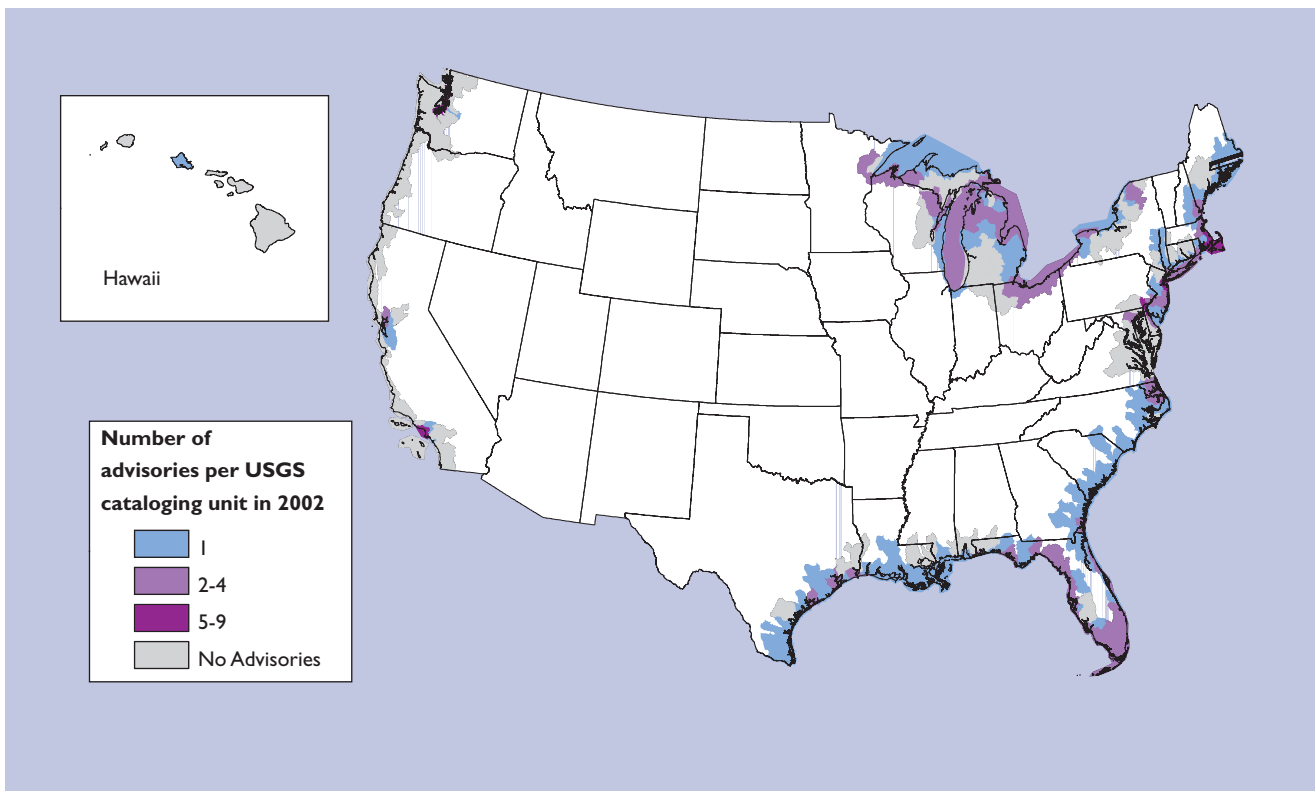 Hawaii
Number of
advisories per USGS
cataloging unit in 2002
1
2-4
5-9
No Advisories